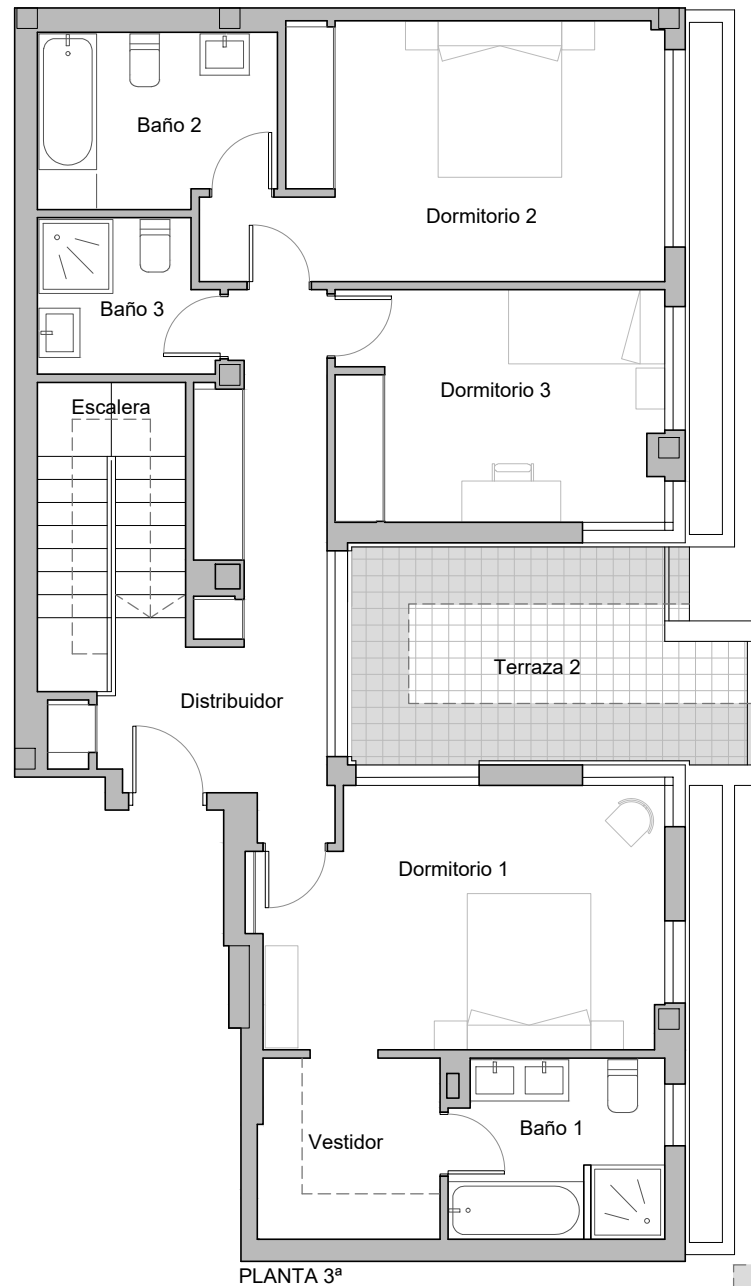 Baño 2
Dormitorio 2
Baño 3
Dormitorio 3
Escalera
Terraza 2
Distribuidor
Dormitorio 1
Baño 1
Vestidor
PLANTA 3ª